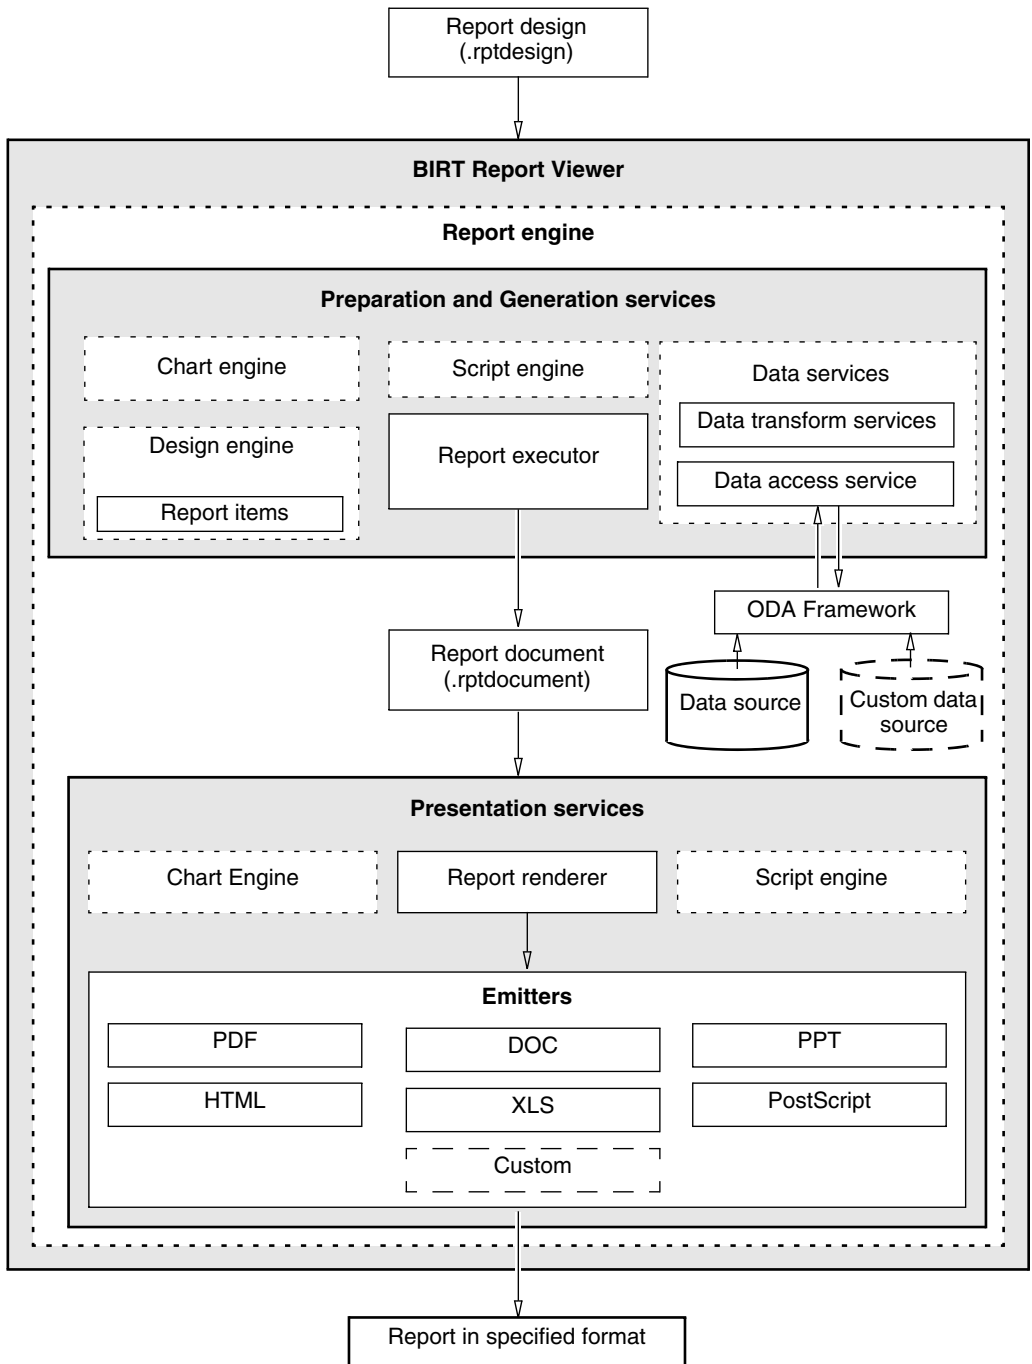 Report design
(.rptdesign)
BIRT Report Viewer
Report engine
Preparation and Generation services
Chart engine
Script engine
Data services
Data transform services
Design engine
Report executor
Data access service
Report items
ODA Framework
Report document
(.rptdocument)
Data source
Custom data
source
Presentation services
Chart Engine
Report renderer
Script engine
Emitters
PDF
DOC
PPT
HTML
XLS
PostScript
Custom
Report in specified format